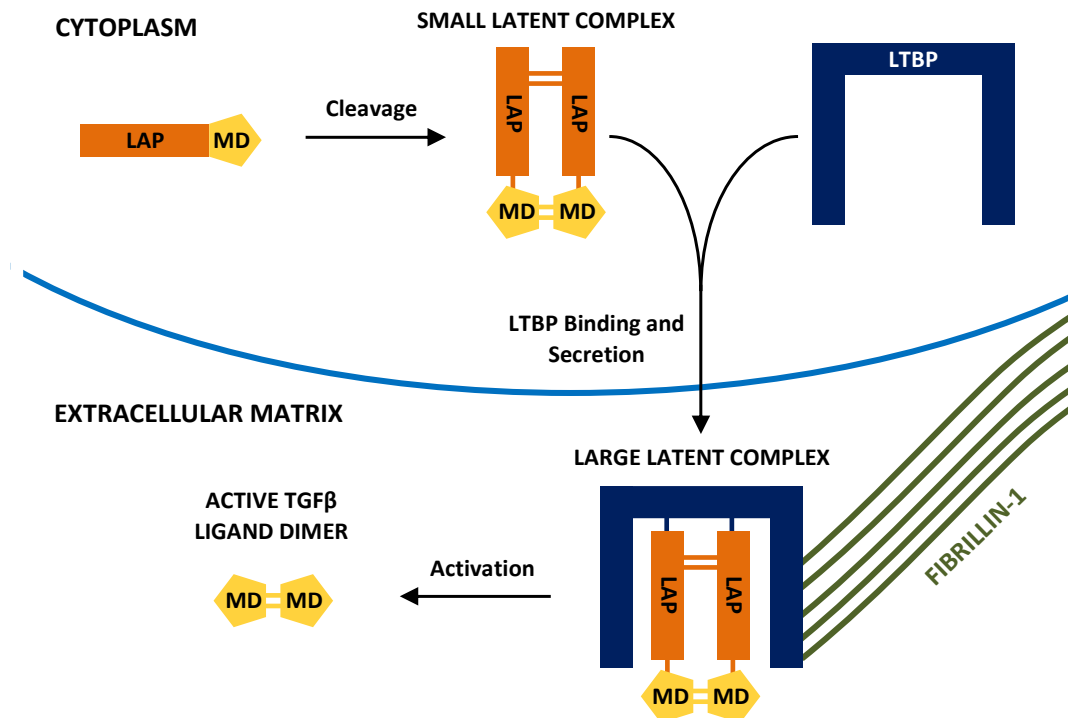 CYTOPLASM
SMALL LATENT COMPLEX
LTBP
LAP
LAP
Cleavage
LAP
MD
MD
MD
LTBP Binding and
Secretion
EXTRACELLULAR MATRIX
LARGE LATENT COMPLEX
ACTIVE TGFβ
LIGAND DIMER
FIBRILLIN-1
Activation
LAP
LAP
MD
MD
MD
MD